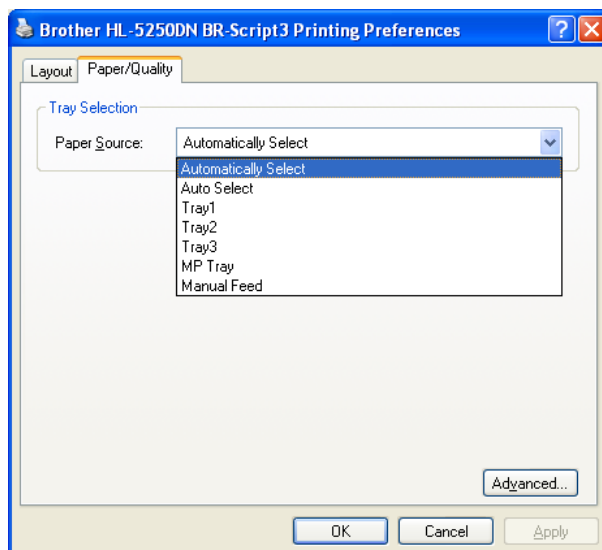 Brother HL-5250DN BR-Script3 Printing Preferences
Layout Paper/Quality
Tray Selection
Paper Source: Automatically Select
Automatically Select
Auto Select
Tray1
Tray2
Tray3
MP Tray
Manual Feed
Advanced...
OK Cancel Apply